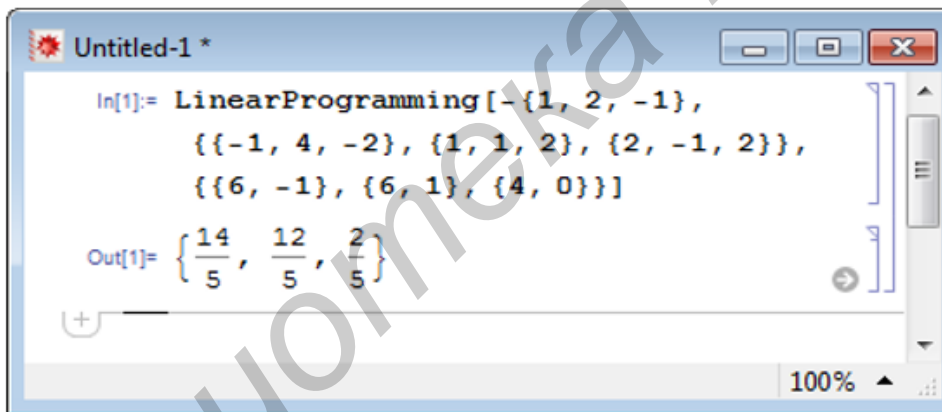 Untitled-1 *
In[1]:= LinearProgramming[-{1, 2, -1},
{{-1, 4, -2}, {1, 1, 2}, {2, -1, 2}},
{{6, -1}, {6, 1}, {4, 0}}]
Out[1]= {14/5, 12/5, 2/5}
100%